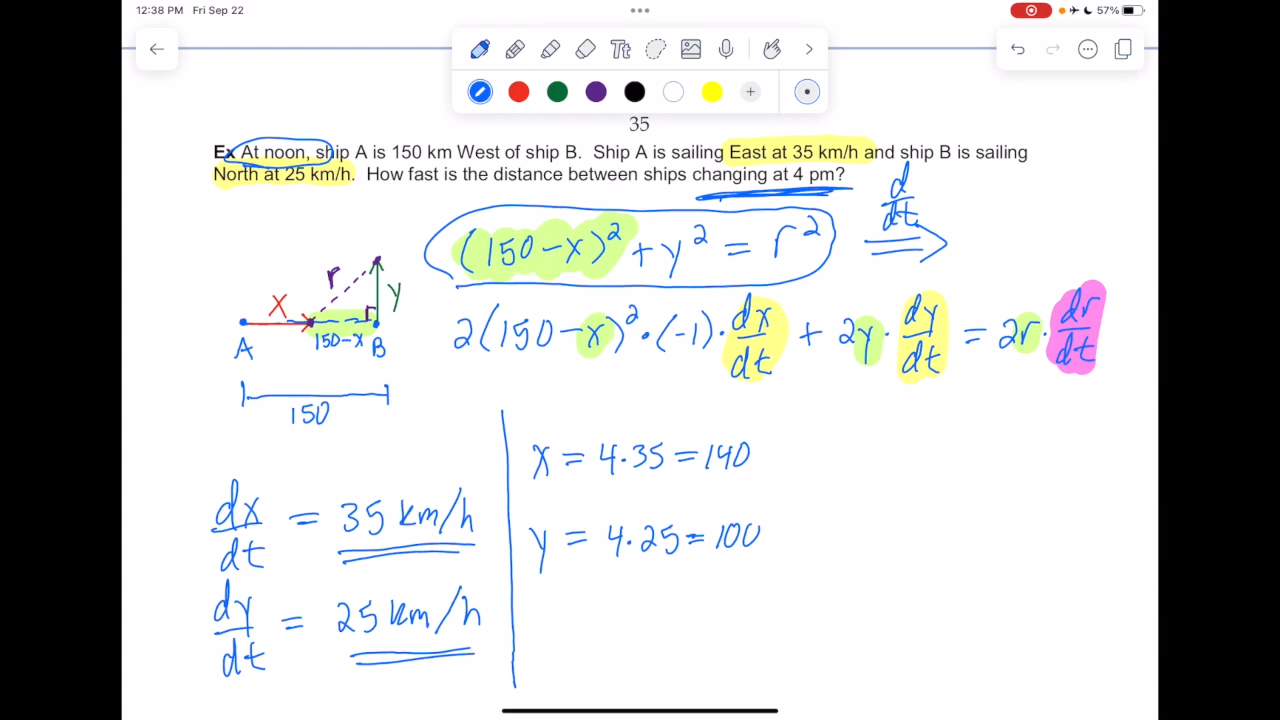 12:38 PM Fri Sep 22
57%
Tt
35
Ex At noon, ship A is 150 km West of ship B. Ship A is sailing East at 35 km/h and ship B is sailing
North at 25 km/h. How fast is the distance between ships changing at 4 pm?
(150-x)² + y² = r² d/dt ⇒
2(150-x)²·(-1)·dx/dt + 2y·dy/dt = 2r·dr/dt
r
X
y
150-x
A
B
150
x = 4·35 = 140
y = 4·25 = 100
dx/dt = 35 km/h
dy/dt = 25 km/h